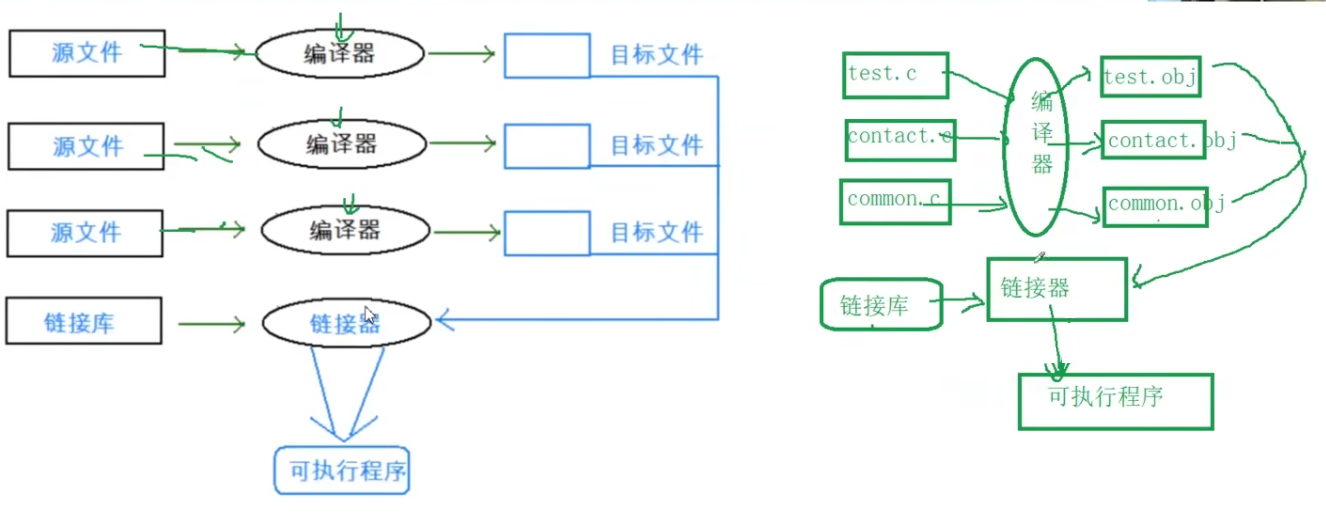 源文件
编译器
目标文件
源文件
编译器
目标文件
源文件
编译器
目标文件
链接库
链接器
可执行程序
test.c
contact.c
common.c
编
译
器
test.obj
contact.obj
common.obj
链接库
链接器
可执行程序